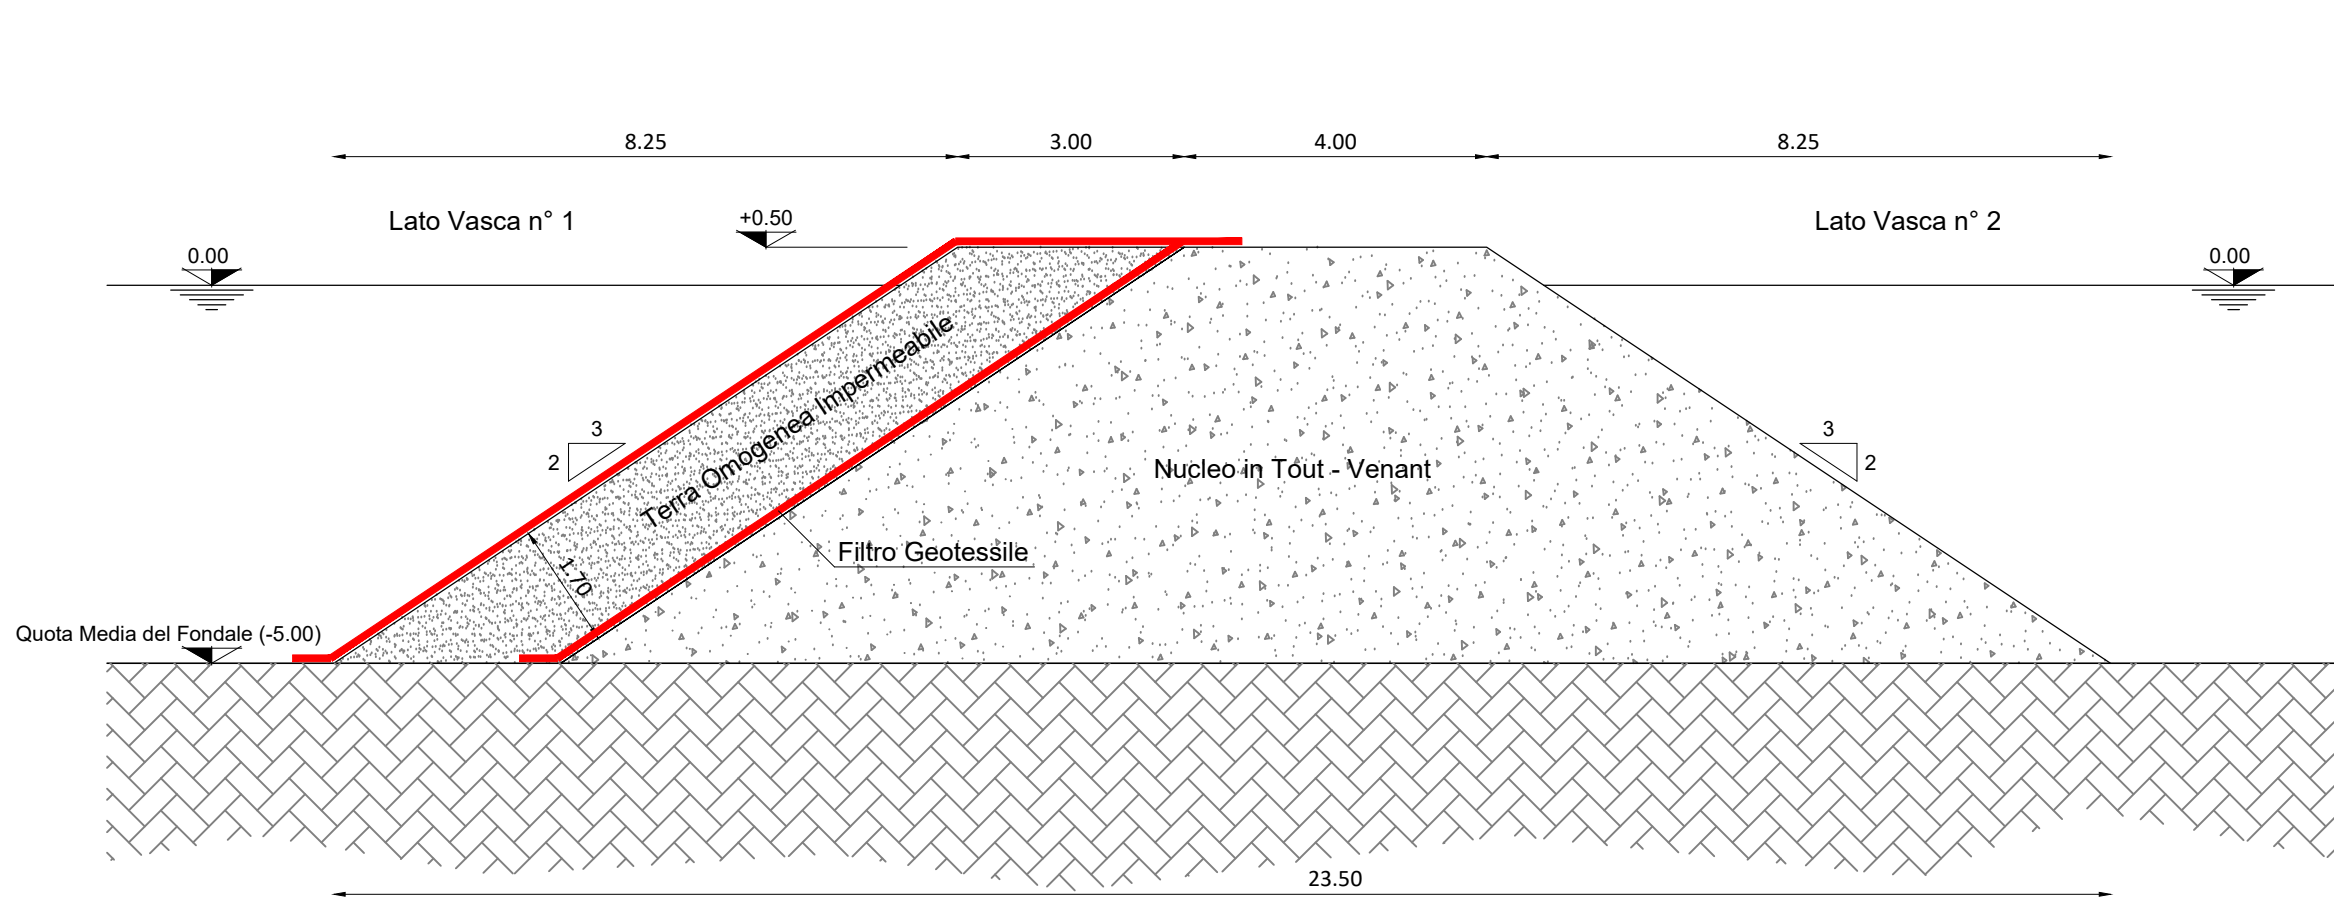 8.25
3.00
4.00
8.25
Lato Vasca n° 1
+0.50
Lato Vasca n° 2
0.00
0.00
Terra Omogenea Impermeabile
3
2
3
2
Nucleo in Tout - Venant
Filtro Geotessile
1.70
Quota Media del Fondale (-5.00)
23.50